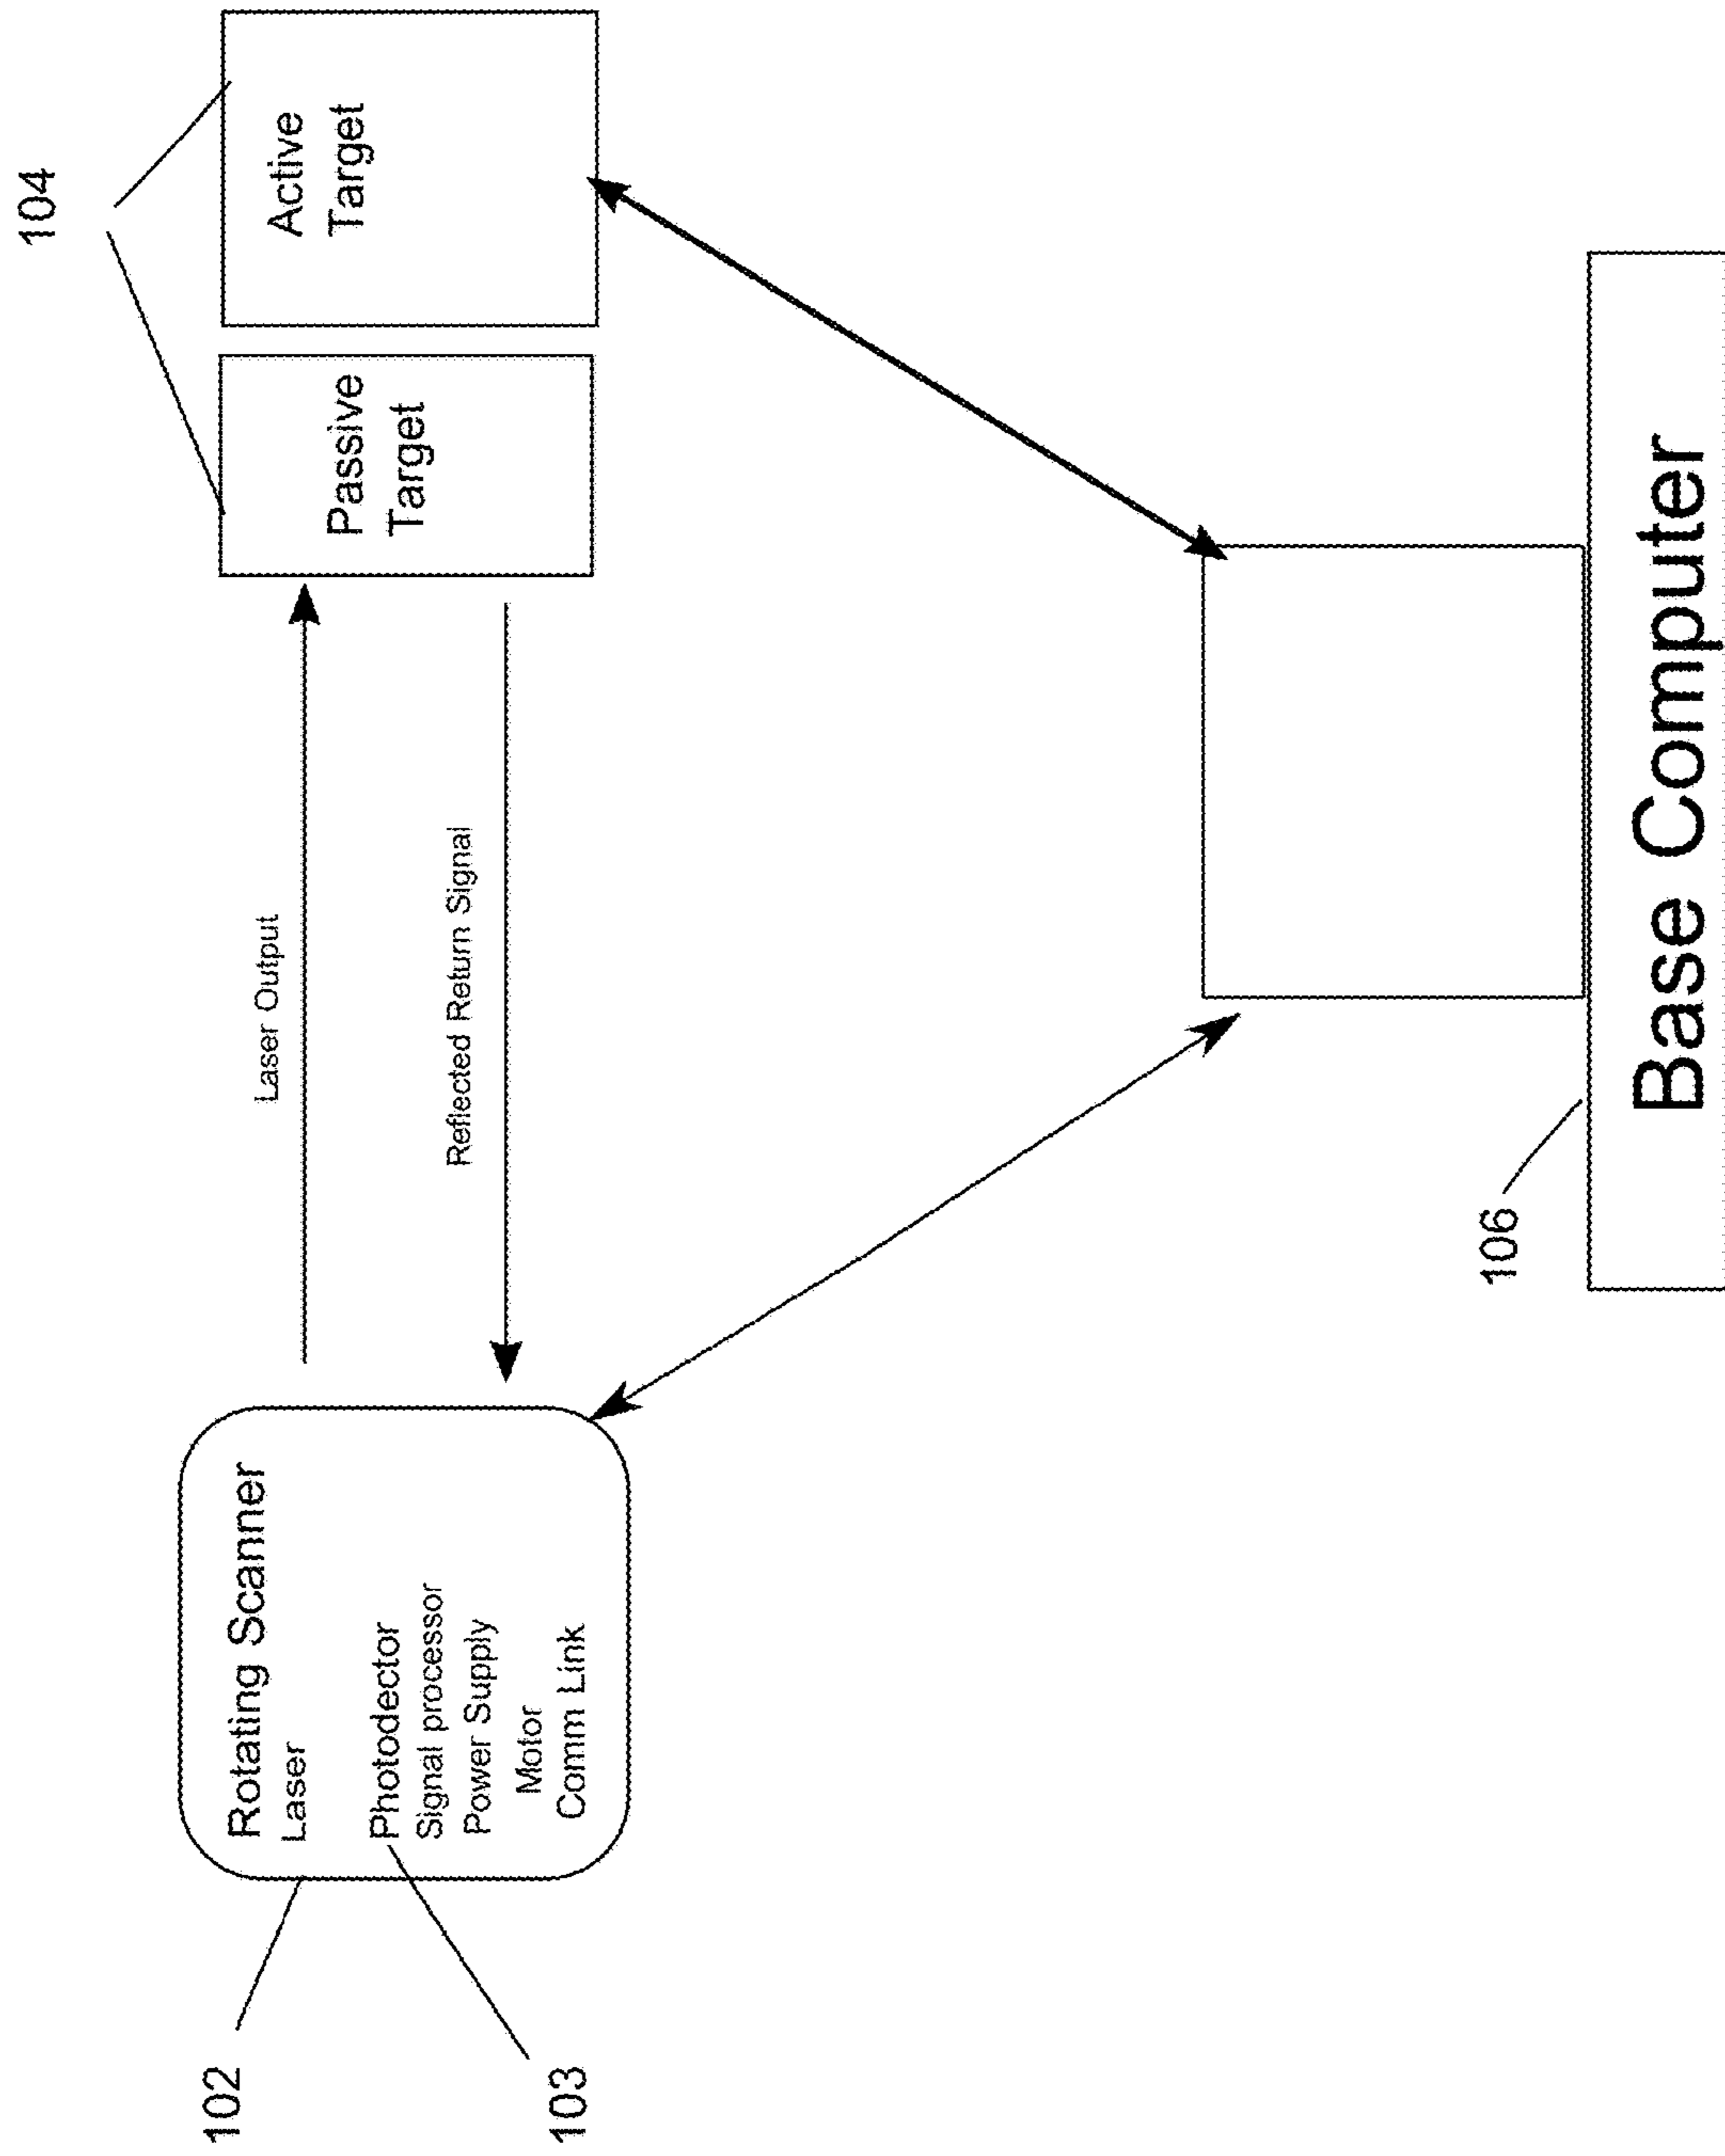 104
Passive
Target
Active
Target
Laser Output
Reflected Return Signal
Rotating Scanner
Laser
Photodector
Signal processor
Power Supply
Motor
Comm Link
102
103
106
Base Computer